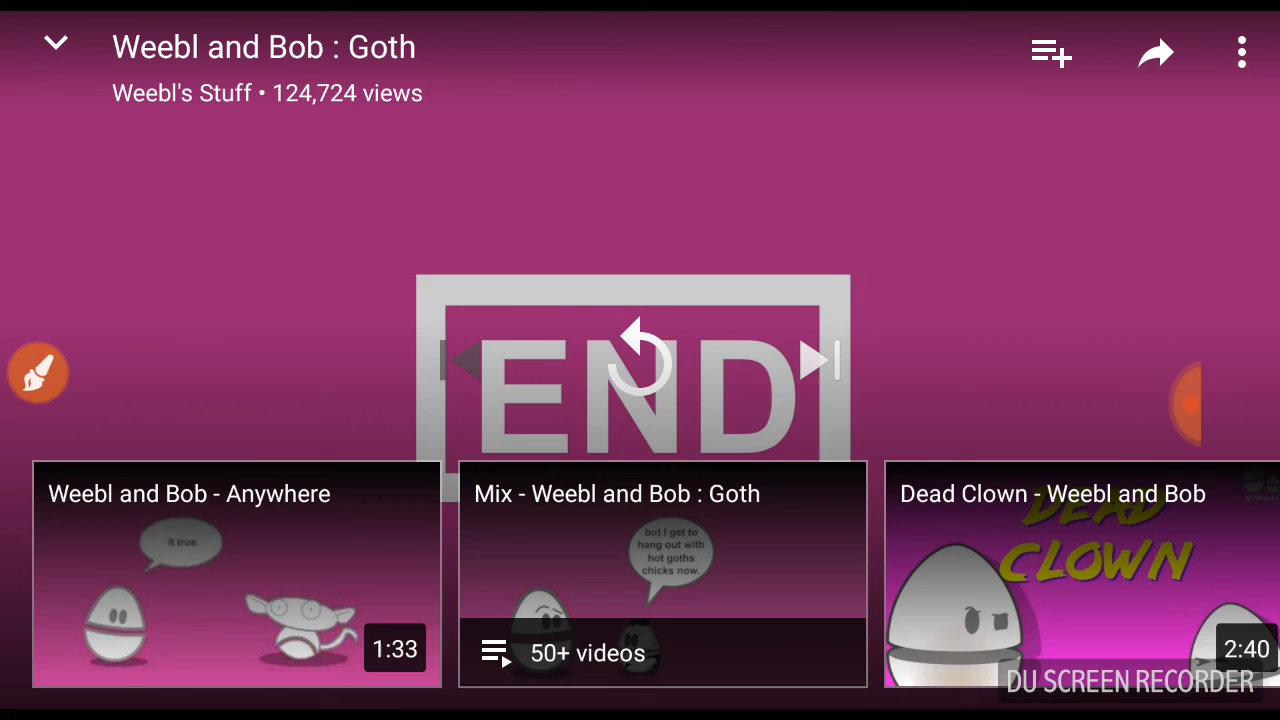 Weebl and Bob : Goth
Weebl's Stuff • 124,724 views
END
Weebl and Bob - Anywhere
It true.
1:33
Mix - Weebl and Bob : Goth
but I get to
hang out with
hot goths
chicks now.
50+ videos
Dead Clown - Weebl and Bob
DEAD
CLOWN
2:40
DU SCREEN RECORDER